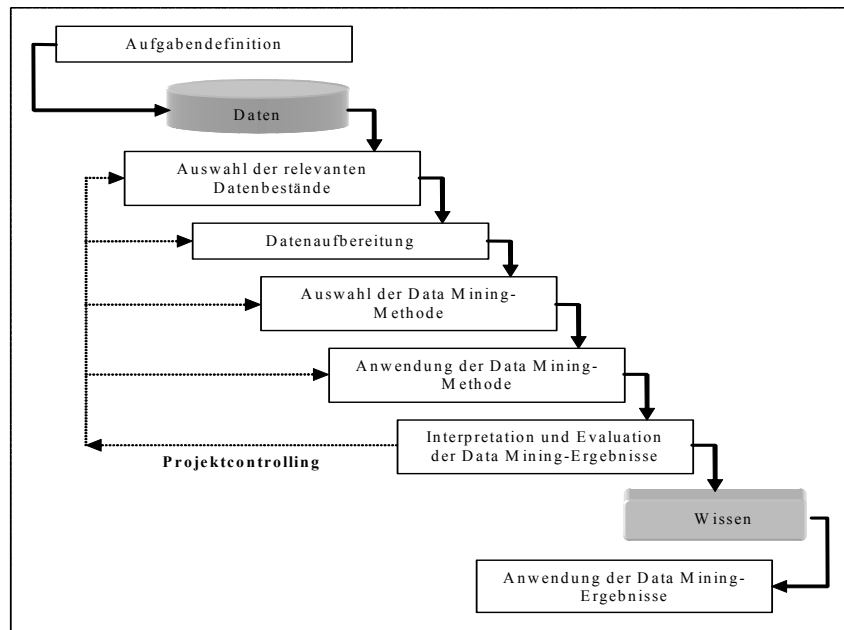 Aufgabendefinition
Daten
Auswahl der relevanten
Datenbestände
Datenaufbereitung
Auswahl der Data Mining-
Methode
Anwendung der Data Mining-
Methode
Interpretation und Evaluation
der Data Mining-Ergebnisse
Projektcontrolling
Wissen
Anwendung der Data Mining-
Ergebnisse